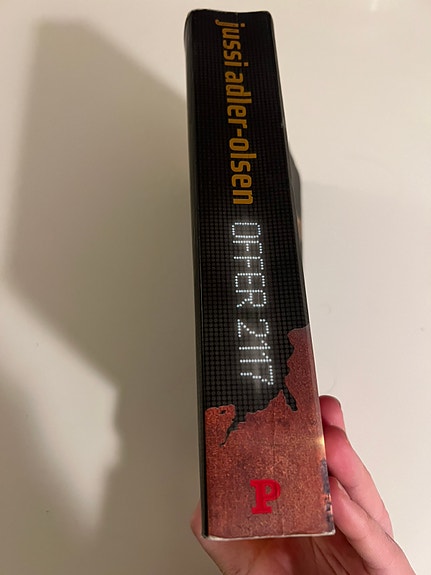 jussi adler-olsen
OFFER 2117
P